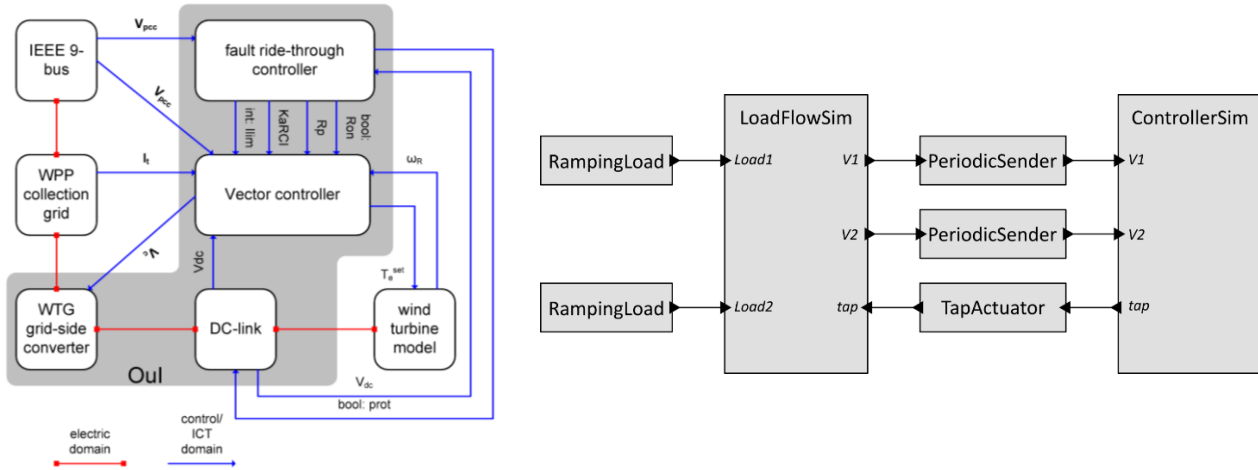 V_pcc
IEEE 9-
bus
fault ride-through
controller
V_pcc
int: Ilim
KaRCI
Rp
bool:
Ron
I_t
ω_R
WPP
collection
grid
Vector controller
V_c
Vdc
T_e^set
WTG
grid-side
converter
DC-link
wind
turbine
model
OuI
V_dc
bool: prot
electric
domain
control/
ICT
domain
LoadFlowSim
ControllerSim
RampingLoad
Load1
V1
PeriodicSender
V1
V2
PeriodicSender
V2
RampingLoad
Load2
tap
TapActuator
tap